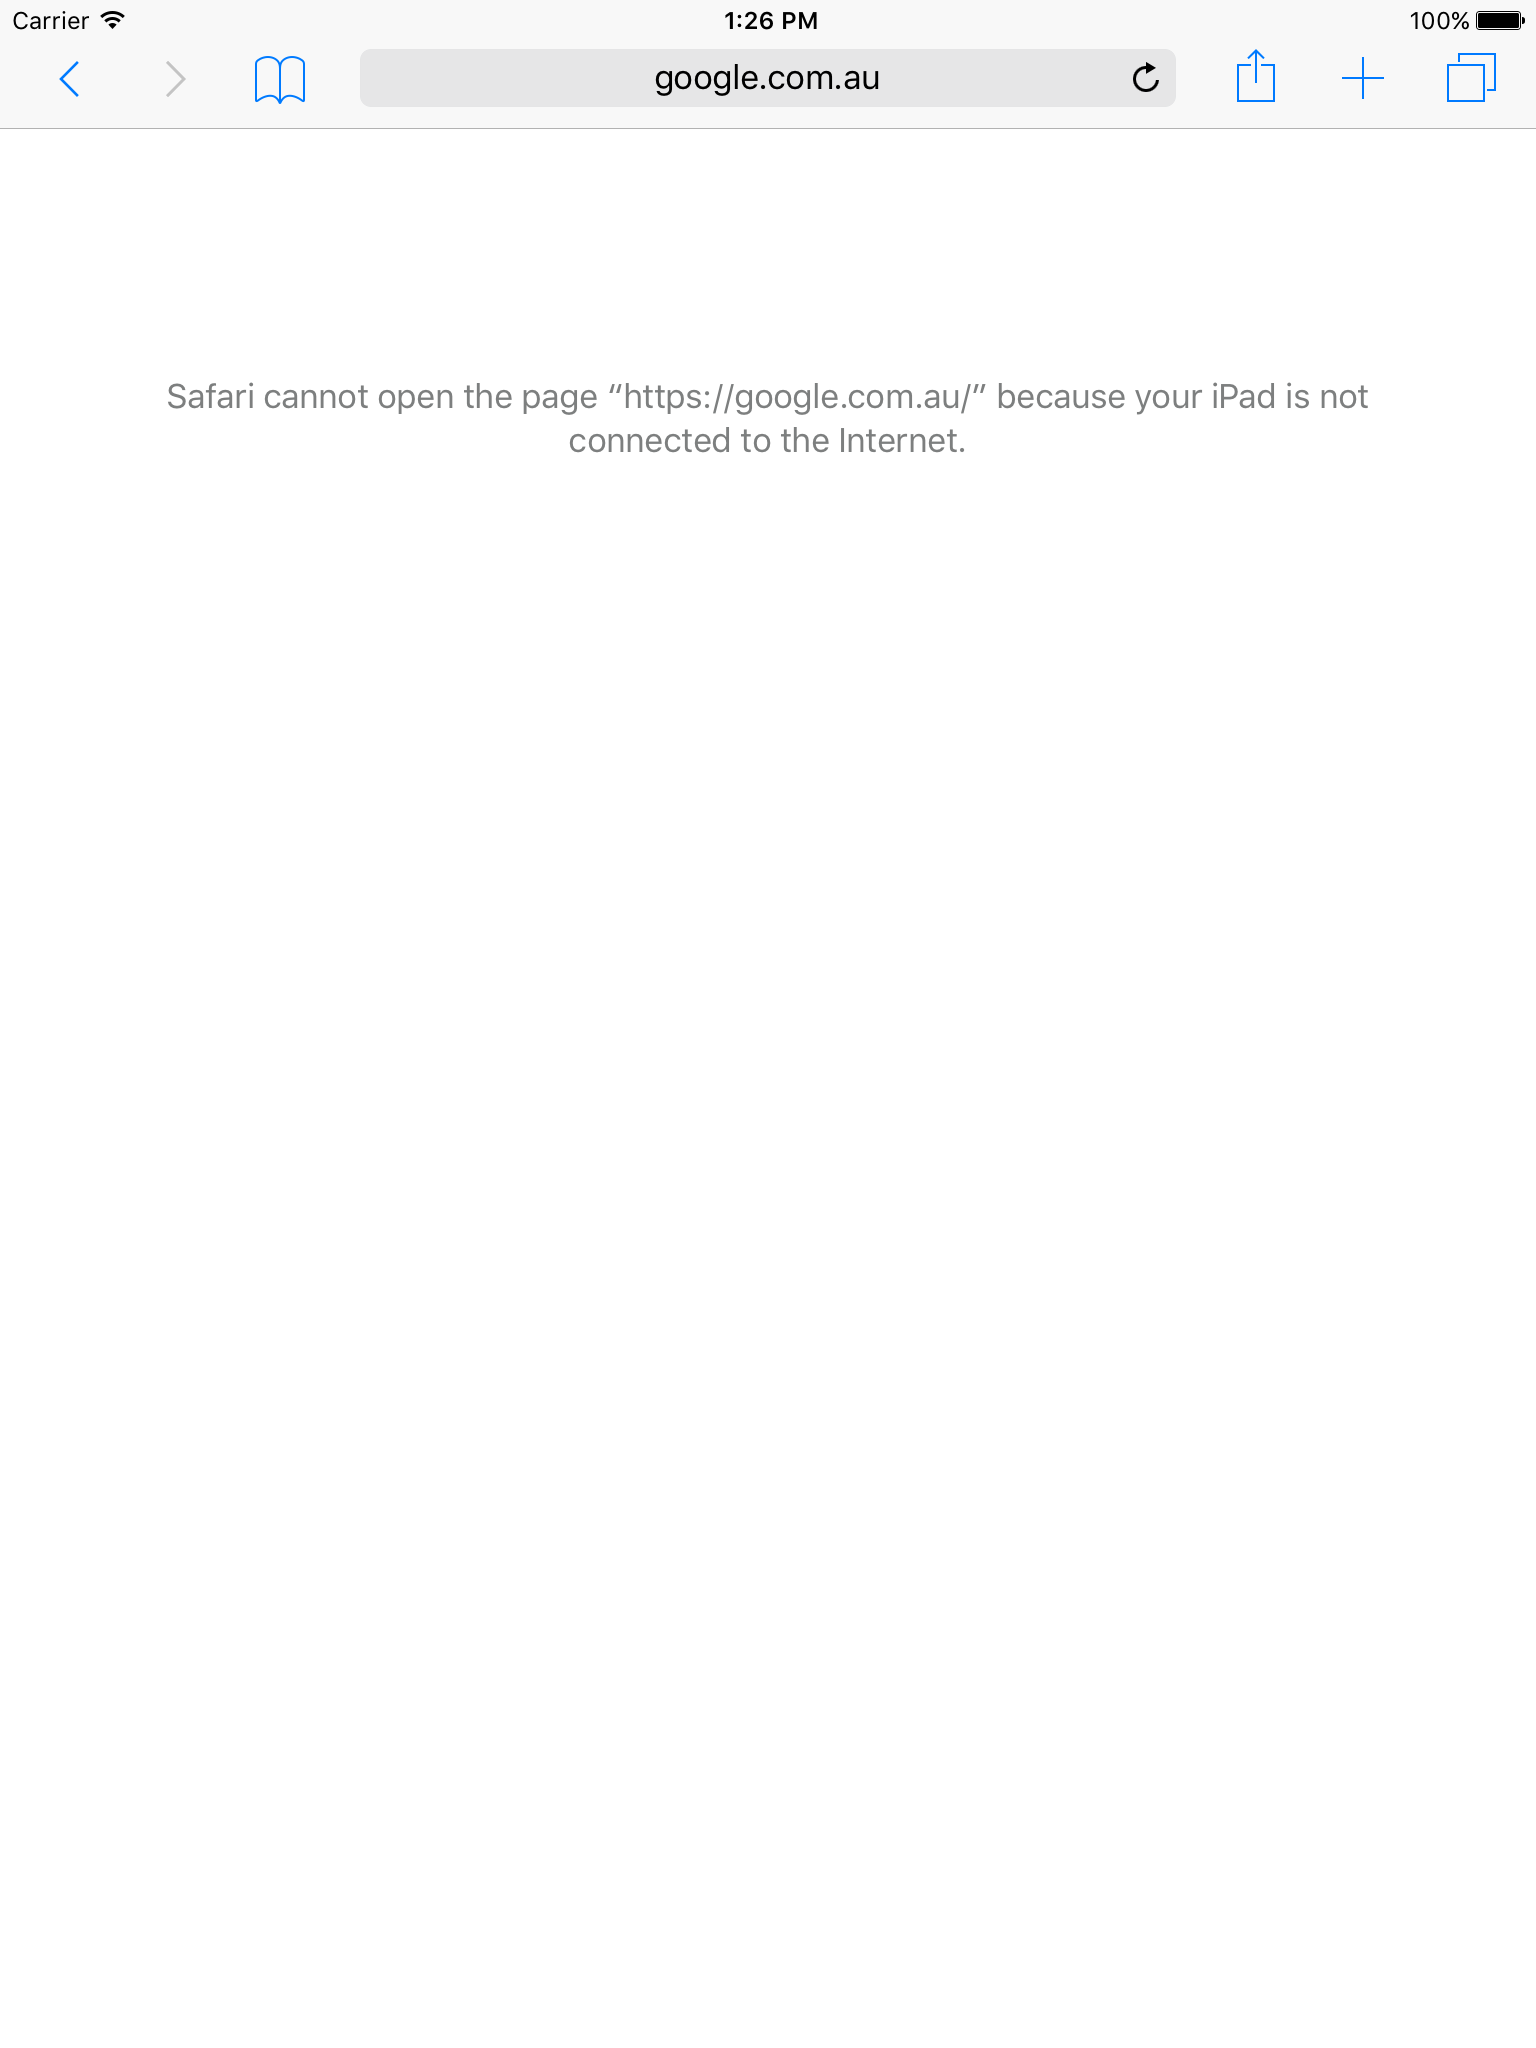 Carrier 1:26 PM 100%
google.com.au
Safari cannot open the page “https://google.com.au/” because your iPad is not
connected to the Internet.